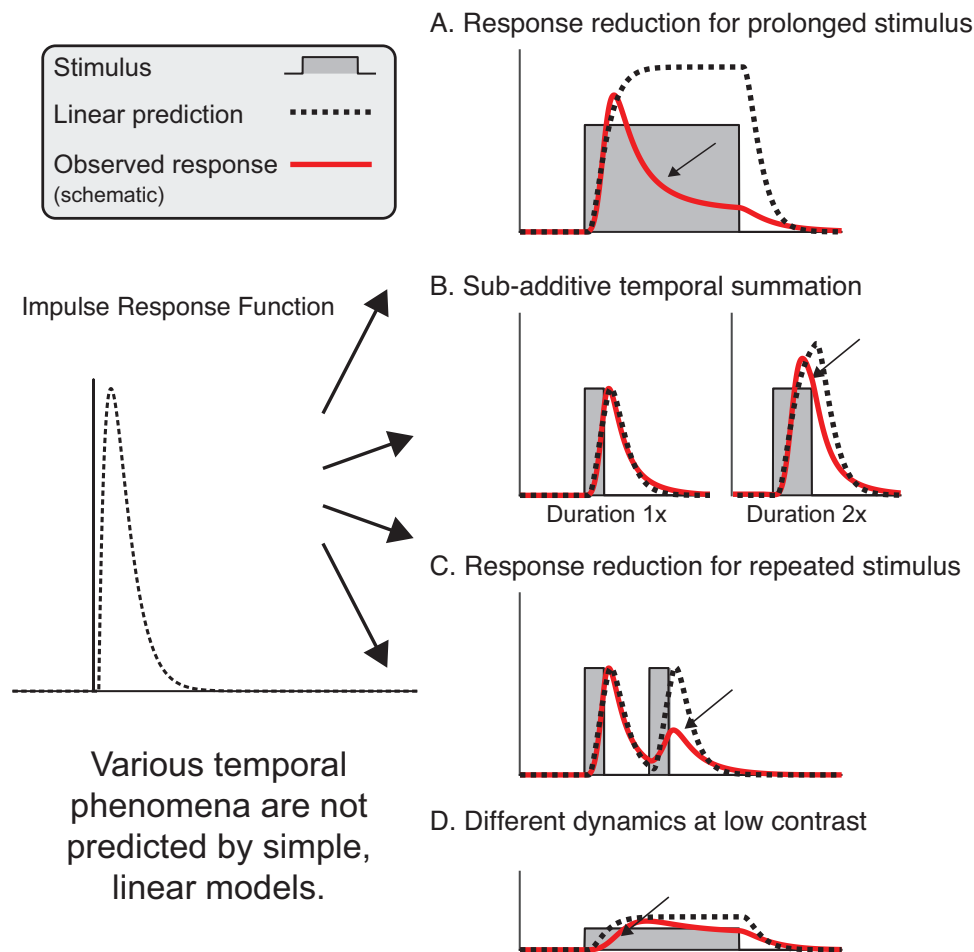 Stimulus
Linear prediction
Observed response
(schematic)
Impulse Response Function
Various temporal
phenomena are not
predicted by simple,
linear models.
A. Response reduction for prolonged stimulus
B. Sub-additive temporal summation
Duration 1x
Duration 2x
C. Response reduction for repeated stimulus
D. Different dynamics at low contrast